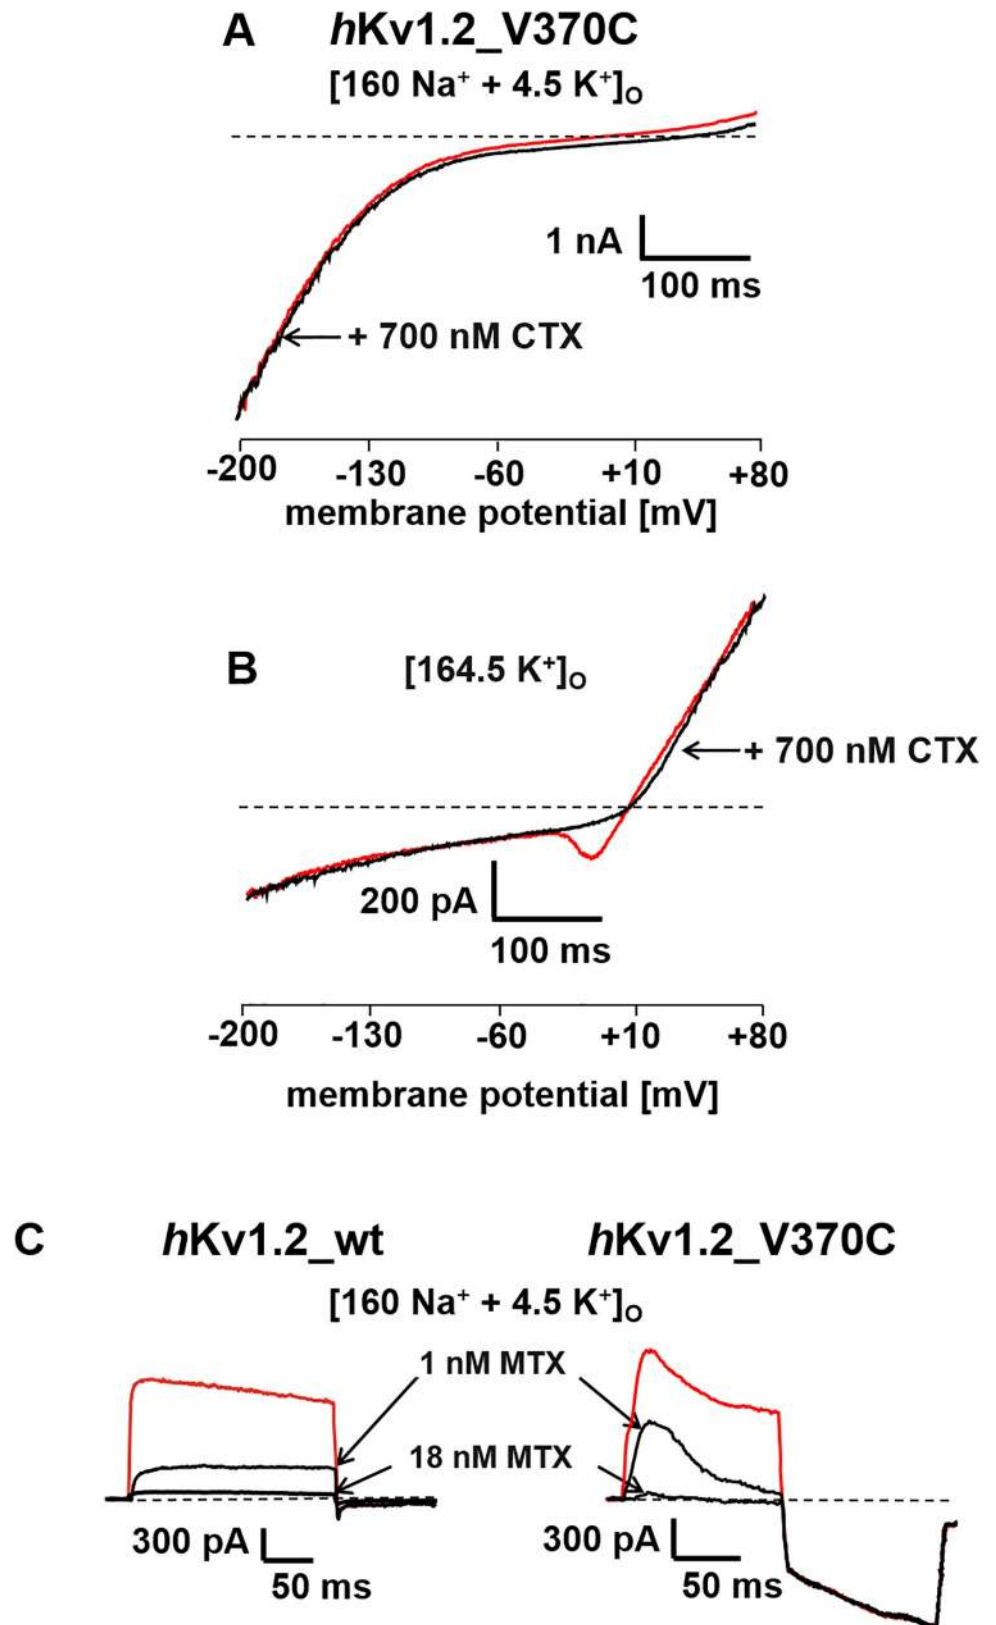 A hKv1.2_V370C
[160 Na⁺ + 4.5 K⁺]O
1 nA
100 ms
+ 700 nM CTX
-200 -130 -60 +10 +80
membrane potential [mV]
B [164.5 K⁺]O
+ 700 nM CTX
200 pA
100 ms
-200 -130 -60 +10 +80
membrane potential [mV]
C hKv1.2_wt hKv1.2_V370C
[160 Na⁺ + 4.5 K⁺]O
1 nM MTX
18 nM MTX
300 pA 300 pA
50 ms 50 ms